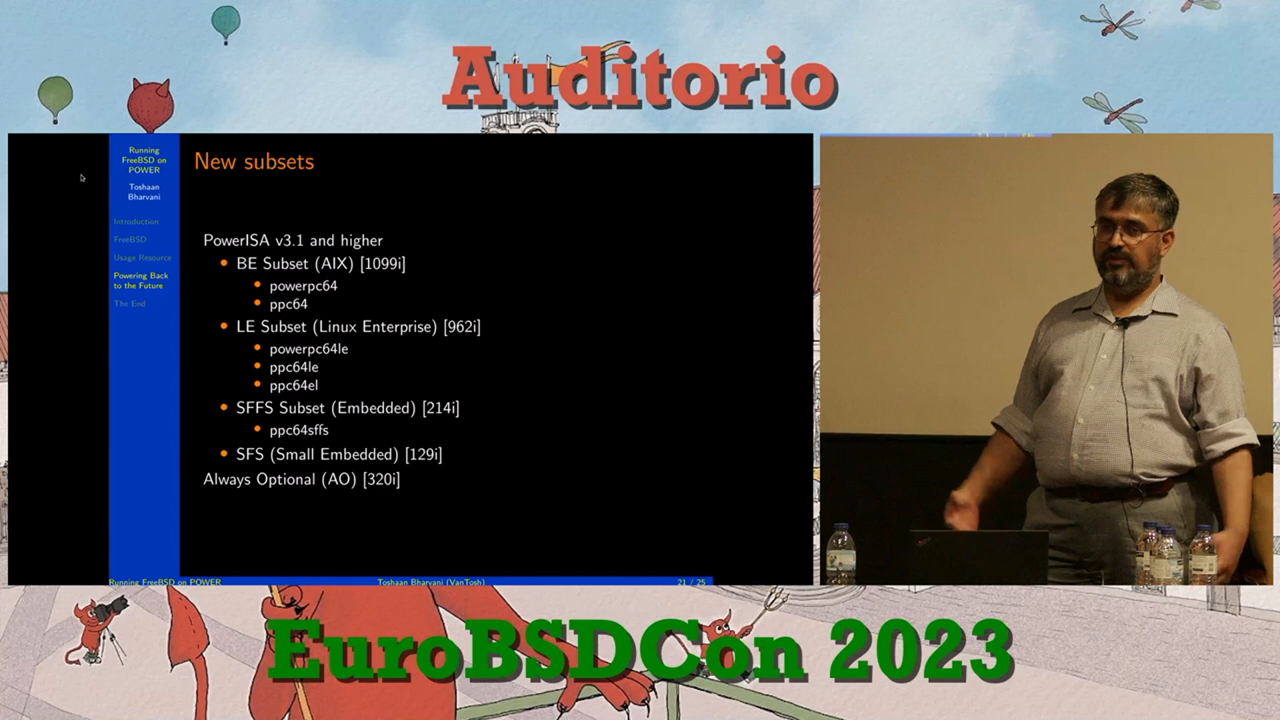 Auditorio
Running
FreeBSD on
POWER
Toshaan
Bharvani
Introduction
FreeBSD
Usage Resource
Powering Back
to the Future
The End
New subsets
PowerISA v3.1 and higher
BE Subset (AIX) [1099i]
powerpc64
ppc64
LE Subset (Linux Enterprise) [962i]
powerpc64le
ppc64le
ppc64el
SFFS Subset (Embedded) [214i]
ppc64sffs
SFS (Small Embedded) [129i]
Always Optional (AO) [320i]
Running FreeBSD on POWER
Toshaan Bharvani (VanTosh)
21 / 25
EuroBSDCon 2023